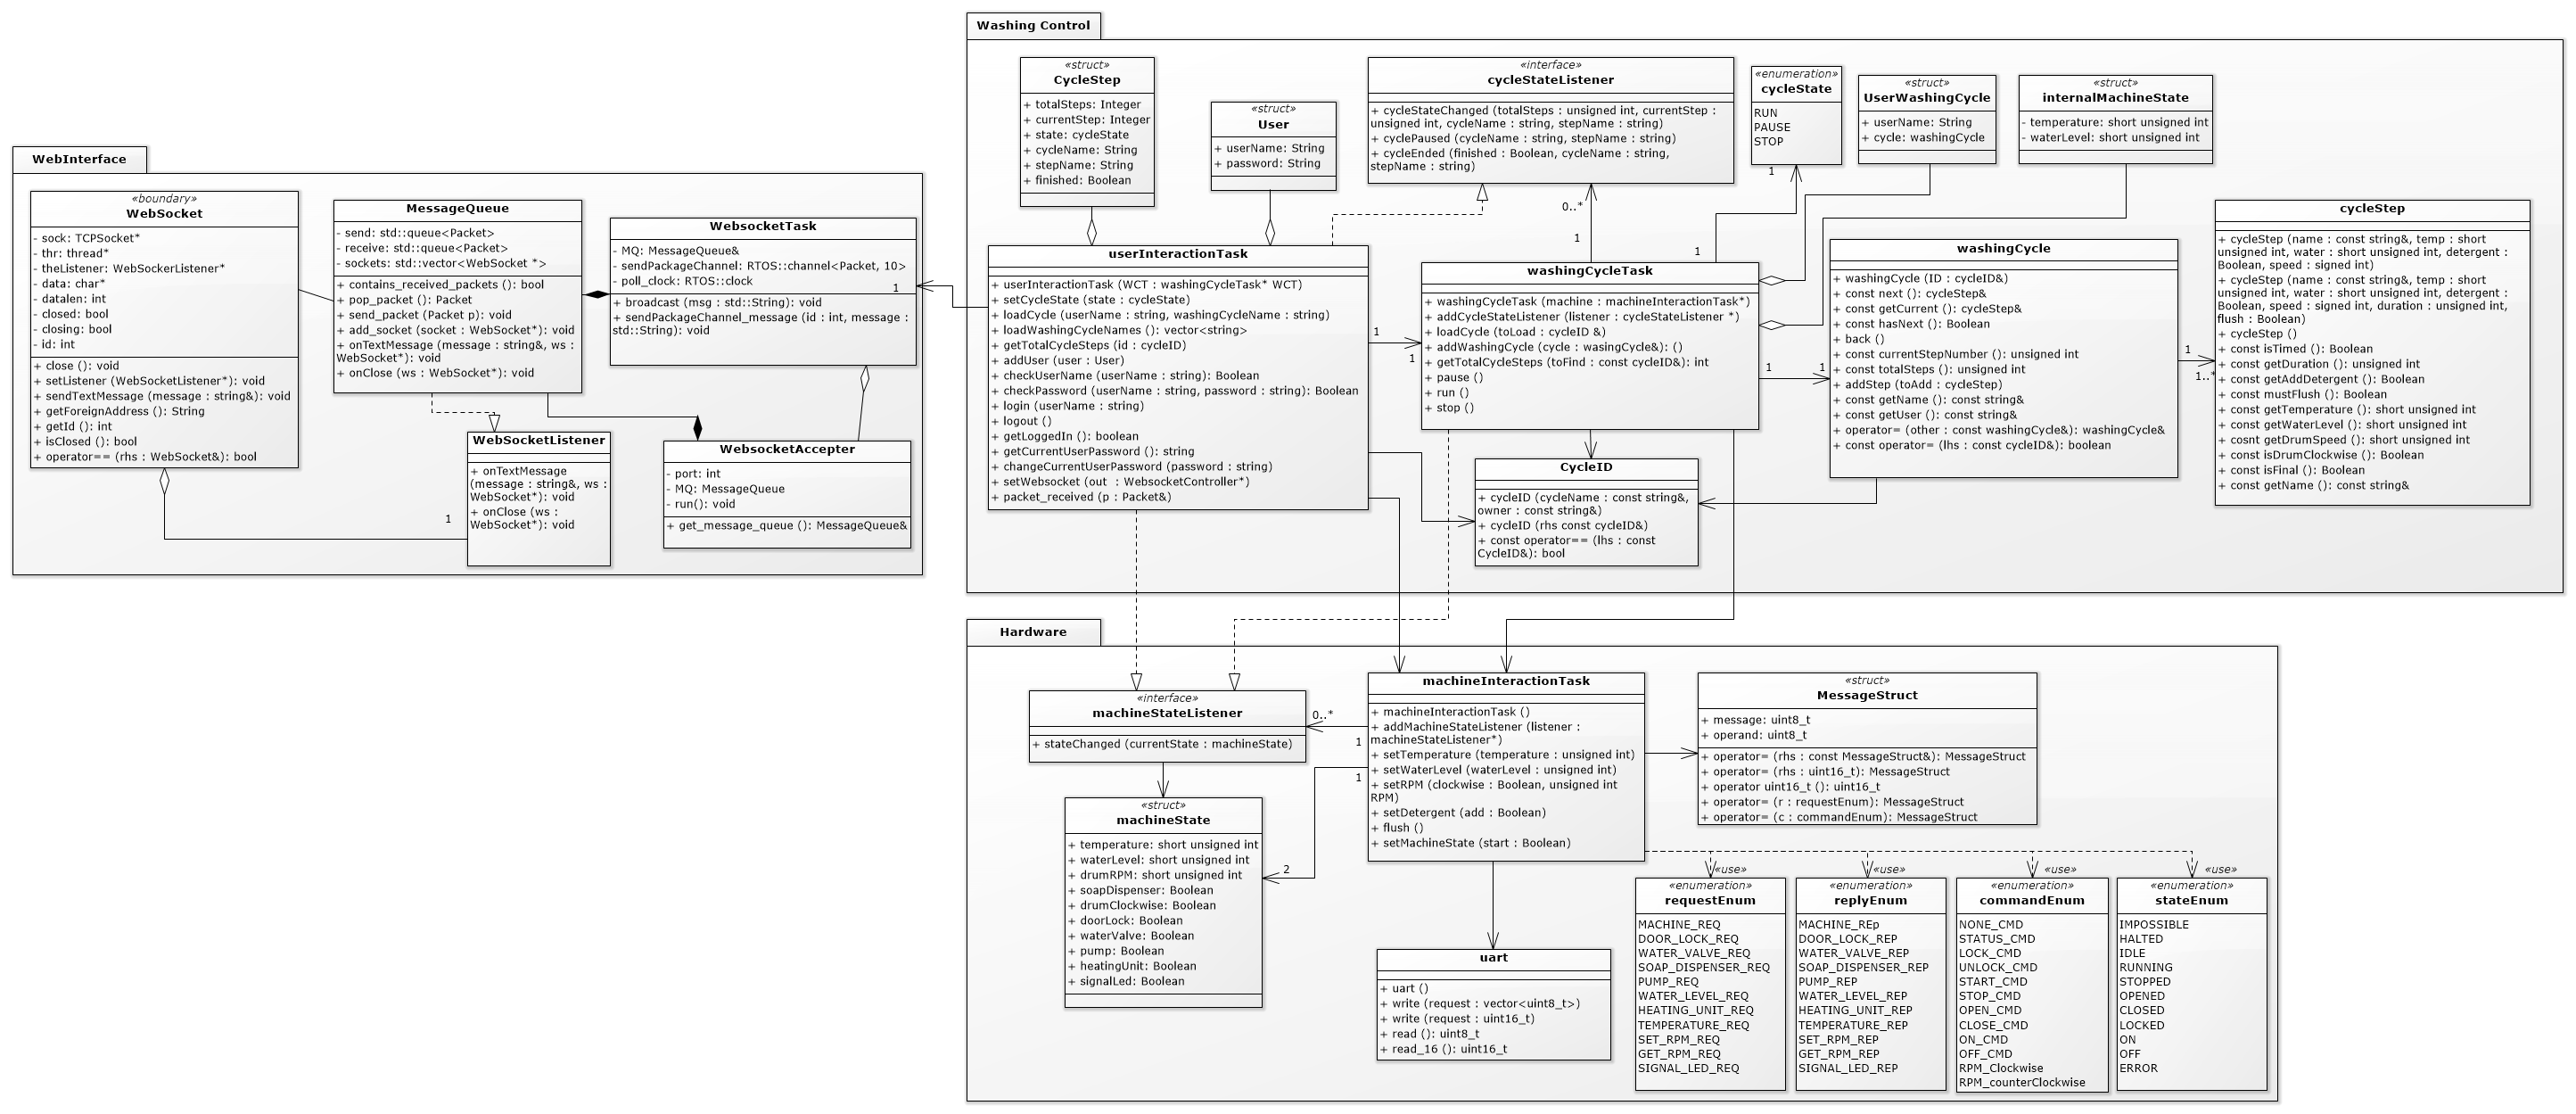 WebInterface
«boundary»
WebSocket
- sock: TCPSocket*
- thr: thread*
- theListener: WebSockerListener*
- data: char*
- datalen: int
- closed: bool
- closing: bool
- id: int
+ close (): void
+ setListener (WebSocketListener*): void
+ sendTextMessage (message : string&): void
+ getForeignAddress (): String
+ getId (): int
+ isClosed (): bool
+ operator== (rhs : WebSocket&): bool
MessageQueue
- send: std::queue<Packet>
- receive: std::queue<Packet>
- sockets: std::vector<WebSocket *>
+ contains_received_packets (): bool
+ pop_packet (): Packet
+ send_packet (Packet p): void
+ add_socket (socket : WebSocket*): void
+ onTextMessage (message : string&, ws :
WebSocket*): void
+ onClose (ws : WebSocket*): void
WebsocketTask
- MQ: MessageQueue&
- sendPackageChannel: RTOS::channel<Packet, 10>
- poll_clock: RTOS::clock
1
+ broadcast (msg : std::String): void
+ sendPackageChannel_message (id : int, message :
std::String): void
WebSocketListener
+ onTextMessage
(message : string&, ws :
WebSocket*): void
+ onClose (ws :
WebSocket*): void
1
WebsocketAccepter
- port: int
- MQ: MessageQueue
- run(): void
+ get_message_queue (): MessageQueue&
Washing Control
«struct»
CycleStep
+ totalSteps: Integer
+ currentStep: Integer
+ state: cycleState
+ cycleName: String
+ stepName: String
+ finished: Boolean
«struct»
User
+ userName: String
+ password: String
«interface»
cycleStateListener
+ cycleStateChanged (totalSteps : unsigned int, currentStep :
unsigned int, cycleName : string, stepName : string)
+ cyclePaused (cycleName : string, stepName : string)
+ cycleEnded (finished : Boolean, cycleName : string,
stepName : string)
0..*
1
«enumeration»
cycleState
RUN
PAUSE
STOP
1
1
«struct»
UserWashingCycle
+ userName: String
+ cycle: washingCycle
«struct»
internalMachineState
- temperature: short unsigned int
- waterLevel: short unsigned int
userInteractionTask
+ userInteractionTask (WCT : washingCycleTask* WCT)
+ setCycleState (state : cycleState)
+ loadCycle (userName : string, washingCycleName : string)
+ loadWashingCycleNames (): vector<string>
+ getTotalCycleSteps (id : cycleID)
+ addUser (user : User)
+ checkUserName (userName : string): Boolean
+ checkPassword (userName : string, password : string): Boolean
+ login (userName : string)
+ logout ()
+ getLoggedIn (): boolean
+ getCurrentUserPassword (): string
+ changeCurrentUserPassword (password : string)
+ setWebsocket (out  : WebsocketController*)
+ packet_received (p : Packet&)
1
1
washingCycleTask
+ washingCycleTask (machine : machineInteractionTask*)
+ addCycleStateListener (listener : cycleStateListener *)
+ loadCycle (toLoad : cycleID &)
+ addWashingCycle (cycle : wasingCycle&): ()
+ getTotalCycleSteps (toFind : const cycleID&): int
+ pause ()
+ run ()
+ stop ()
1
1
washingCycle
+ washingCycle (ID : cycleID&)
+ const next (): cycleStep&
+ const getCurrent (): cycleStep&
+ const hasNext (): Boolean
+ back ()
+ const currentStepNumber (): unsigned int
+ const totalSteps (): unsigned int
+ addStep (toAdd : cycleStep)
+ const getName (): const string&
+ const getUser (): const string&
+ operator= (other : const washingCycle&): washingCycle&
+ const operator= (lhs : const cycleID&): boolean
1
1..*
cycleStep
+ cycleStep (name : const string&, temp : short
unsigned int, water : short unsigned int, detergent :
Boolean, speed : signed int)
+ cycleStep (name : const string&, temp : short
unsigned int, water : short unsigned int, detergent :
Boolean, speed : signed int, duration : unsigned int,
flush : Boolean)
+ cycleStep ()
+ const isTimed (): Boolean
+ const getDuration (): unsigned int
+ const getAddDetergent (): Boolean
+ const mustFlush (): Boolean
+ const getTemperature (): short unsigned int
+ const getWaterLevel (): short unsigned int
+ cosnt getDrumSpeed (): short unsigned int
+ const isDrumClockwise (): Boolean
+ const isFinal (): Boolean
+ const getName (): const string&
CycleID
+ cycleID (cycleName : const string&,
owner : const string&)
+ cycleID (rhs const cycleID&)
+ const operator== (lhs : const
CycleID&): bool
Hardware
«interface»
machineStateListener
+ stateChanged (currentState : machineState)
0..*
1
1
2
«struct»
machineState
+ temperature: short unsigned int
+ waterLevel: short unsigned int
+ drumRPM: short unsigned int
+ soapDispenser: Boolean
+ drumClockwise: Boolean
+ doorLock: Boolean
+ waterValve: Boolean
+ pump: Boolean
+ heatingUnit: Boolean
+ signalLed: Boolean
machineInteractionTask
+ machineInteractionTask ()
+ addMachineStateListener (listener :
machineStateListener*)
+ setTemperature (temperature : unsigned int)
+ setWaterLevel (waterLevel : unsigned int)
+ setRPM (clockwise : Boolean, unsigned int
RPM)
+ setDetergent (add : Boolean)
+ flush ()
+ setMachineState (start : Boolean)
«struct»
MessageStruct
+ message: uint8_t
+ operand: uint8_t
+ operator= (rhs : const MessageStruct&): MessageStruct
+ operator= (rhs : uint16_t): MessageStruct
+ operator uint16_t (): uint16_t
+ operator= (r : requestEnum): MessageStruct
+ operator= (c : commandEnum): MessageStruct
uart
+ uart ()
+ write (request : vector<uint8_t>)
+ write (request : uint16_t)
+ read (): uint8_t
+ read_16 (): uint16_t
«use»
«enumeration»
requestEnum
MACHINE_REQ
DOOR_LOCK_REQ
WATER_VALVE_REQ
SOAP_DISPENSER_REQ
PUMP_REQ
WATER_LEVEL_REQ
HEATING_UNIT_REQ
TEMPERATURE_REQ
SET_RPM_REQ
GET_RPM_REQ
SIGNAL_LED_REQ
«use»
«enumeration»
replyEnum
MACHINE_REp
DOOR_LOCK_REP
WATER_VALVE_REP
SOAP_DISPENSER_REP
PUMP_REP
WATER_LEVEL_REP
HEATING_UNIT_REP
TEMPERATURE_REP
SET_RPM_REP
GET_RPM_REP
SIGNAL_LED_REP
«use»
«enumeration»
commandEnum
NONE_CMD
STATUS_CMD
LOCK_CMD
UNLOCK_CMD
START_CMD
STOP_CMD
OPEN_CMD
CLOSE_CMD
ON_CMD
OFF_CMD
RPM_Clockwise
RPM_counterClockwise
«use»
«enumeration»
stateEnum
IMPOSSIBLE
HALTED
IDLE
RUNNING
STOPPED
OPENED
CLOSED
LOCKED
ON
OFF
ERROR